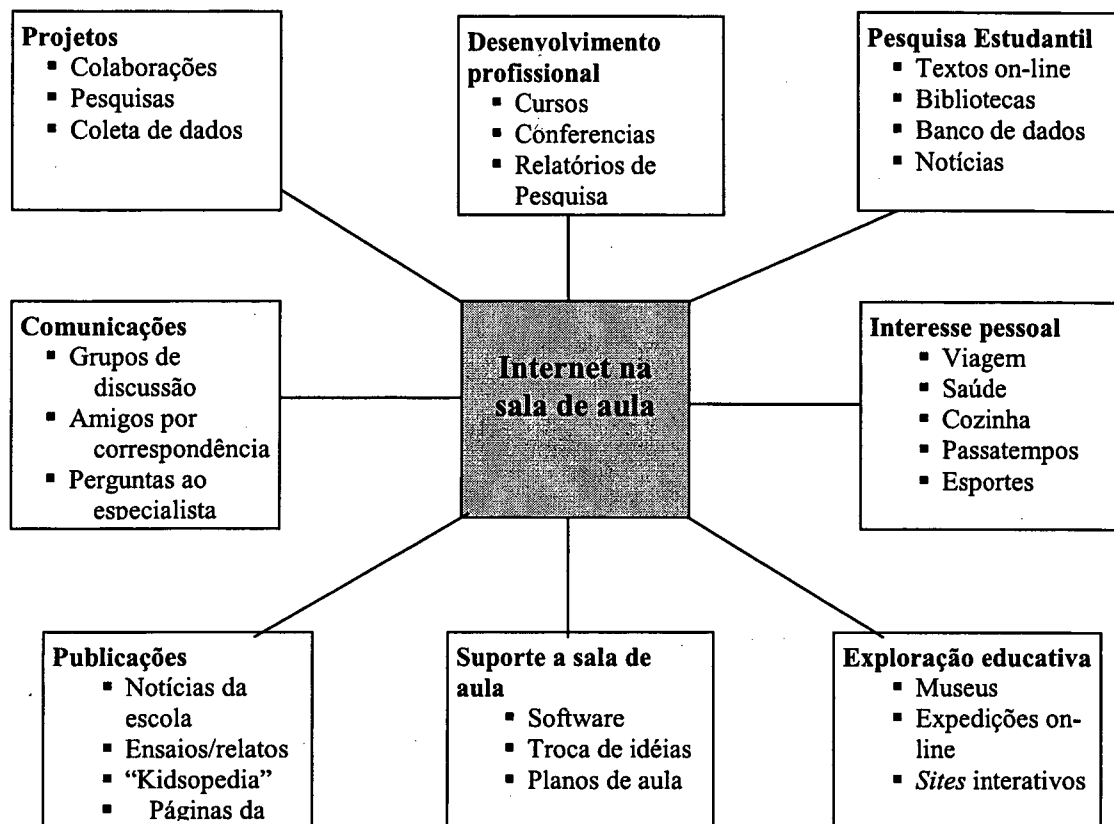 Projetos
▪ Colaborações
▪ Pesquisas
▪ Coleta de dados
Desenvolvimento
profissional
▪ Cursos
▪ Conferencias
▪ Relatórios de
Pesquisa
Pesquisa Estudantil
▪ Textos on-line
▪ Bibliotecas
▪ Banco de dados
▪ Notícias
Comunicações
▪ Grupos de
discussão
▪ Amigos por
correspondência
▪ Perguntas ao
especialista
Internet na
sala de aula
Interesse pessoal
▪ Viagem
▪ Saúde
▪ Cozinha
▪ Passatempos
▪ Esportes
Publicações
▪ Notícias da
escola
▪ Ensaios/relatos
▪ “Kidsopedia”
▪ Páginas da
Suporte a sala de
aula
▪ Software
▪ Troca de idéias
▪ Planos de aula
Exploração educativa
▪ Museus
▪ Expedições on-
line
▪ Sites interativos